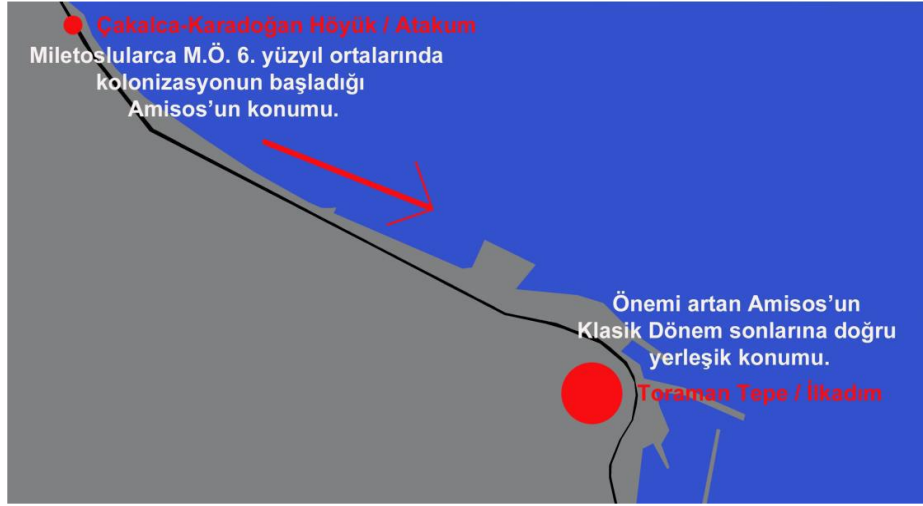 Çakalca-Karadoğan Höyük / Atakum
Miletoslularca M.Ö. 6. yüzyıl ortalarında
kolonizasyonun başladığı
Amisos’un konumu.
Önemi artan Amisos’un
Klasik Dönem sonlarına doğru
yerleşik konumu.
Toraman Tepe / İlkadım